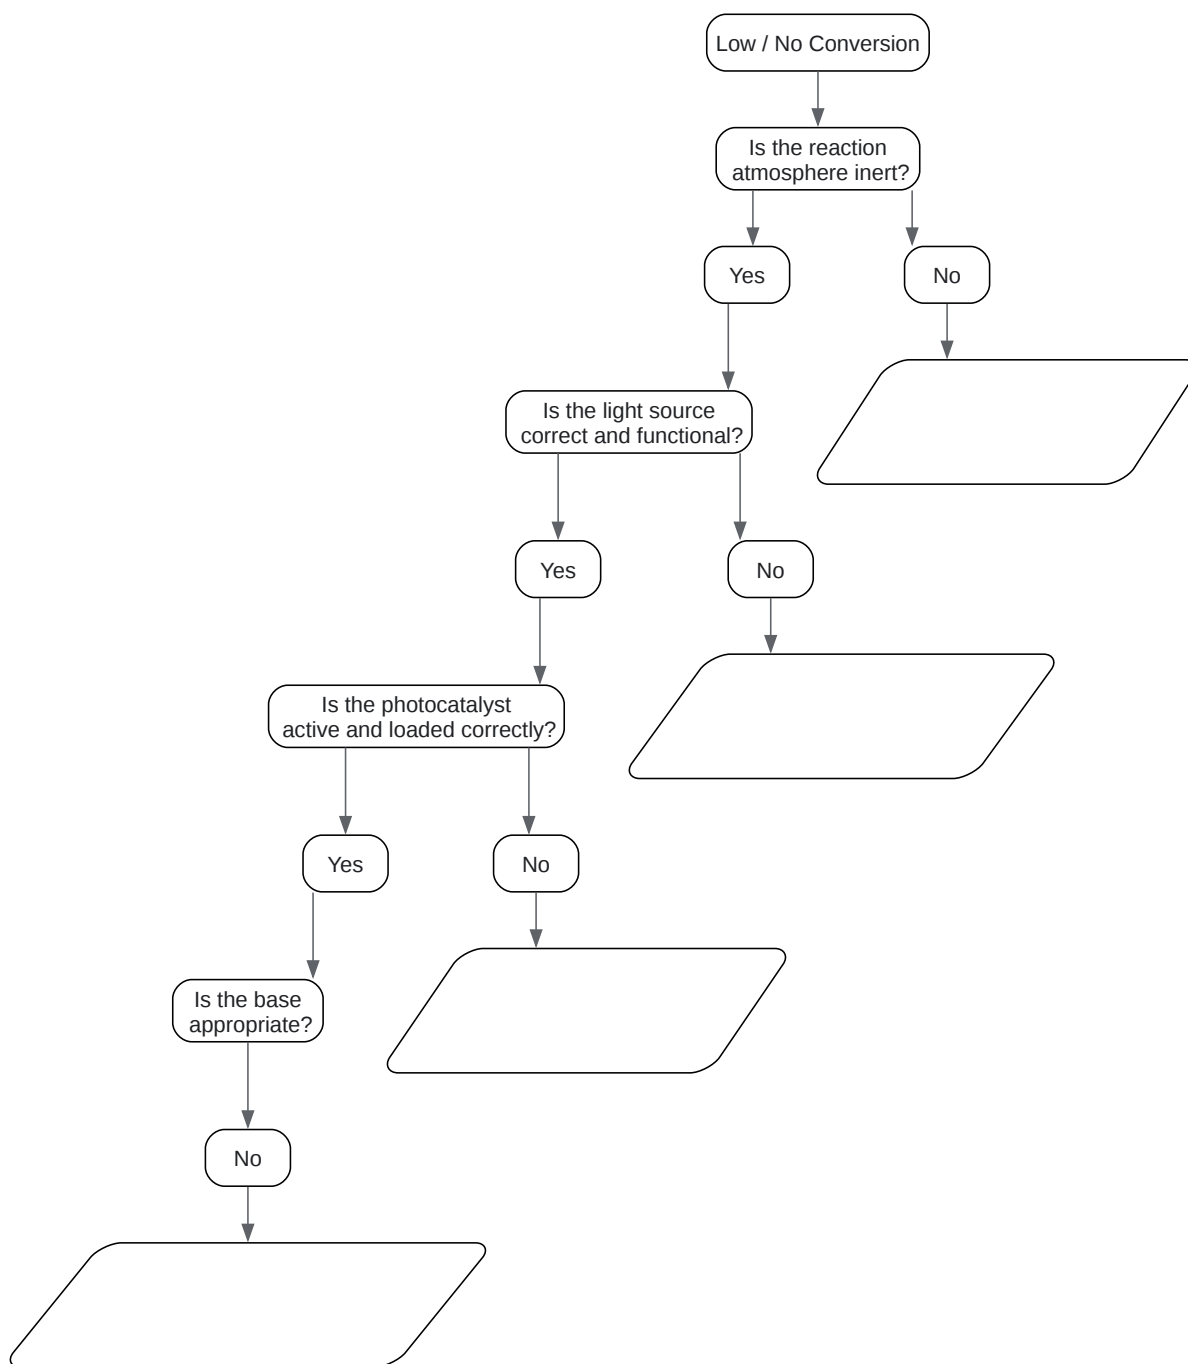 Low / No Conversion
Is the reaction
atmosphere inert?
Yes
No
Is the light source
correct and functional?
Yes
No
Is the photocatalyst
active and loaded correctly?
Yes
No
Is the base
appropriate?
No